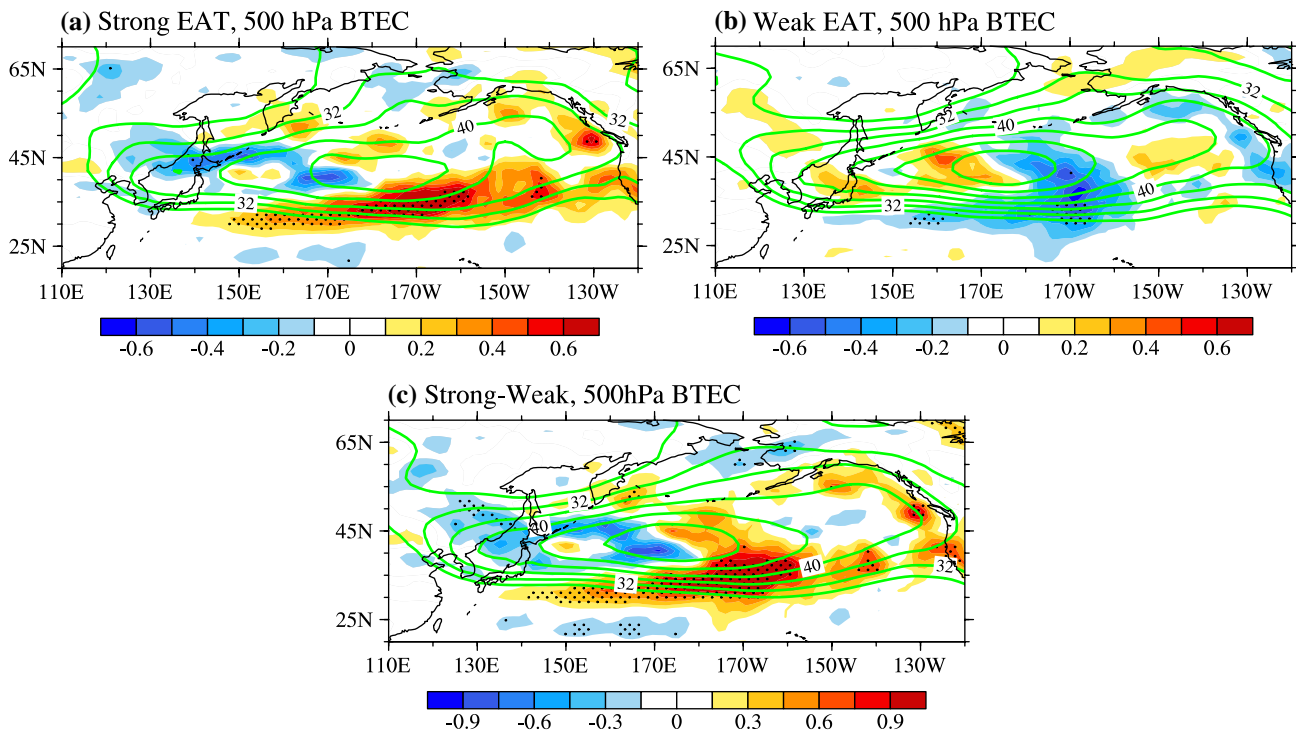 (a) Strong EAT, 500 hPa BTEC
(b) Weak EAT, 500 hPa BTEC
65N
45N
25N
32
40
32
32
110E 130E 150E 170E 170W 150W 130W
-0.6 -0.4 -0.2 0 0.2 0.4 0.6
65N
45N
25N
32
32
40
40
32
110E 130E 150E 170E 170W 150W 130W
-0.6 -0.4 -0.2 0 0.2 0.4 0.6
(c) Strong-Weak, 500hPa BTEC
65N
45N
25N
32
40
40
32
32
110E 130E 150E 170E 170W 150W 130W
-0.9 -0.6 -0.3 0 0.3 0.6 0.9